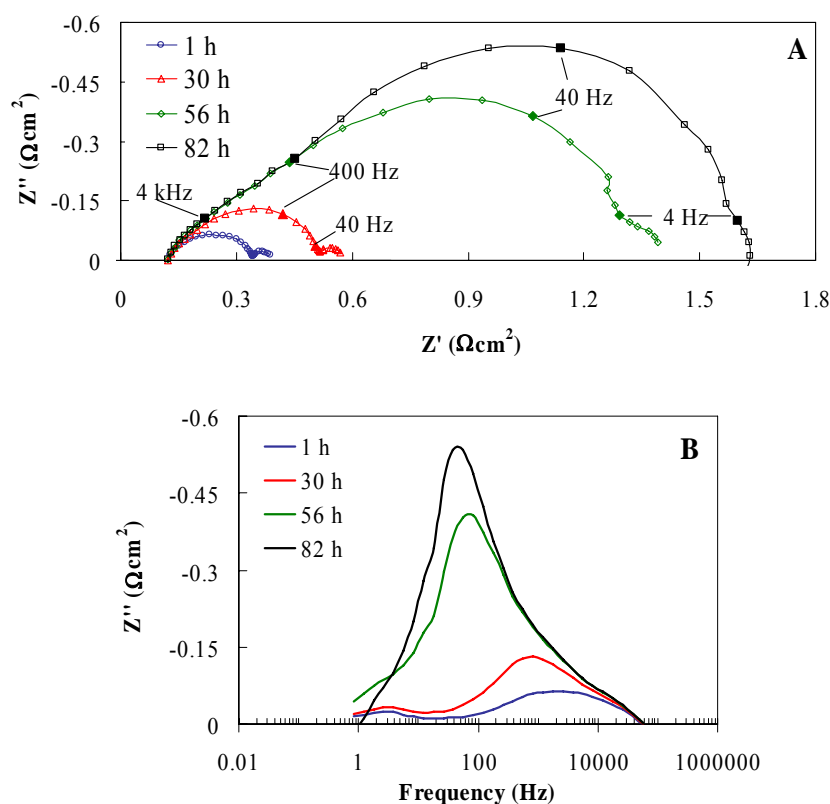 -0.6
-0.45
-0.3
-0.15
0
Z'' (Ωcm²)
1 h
30 h
56 h
82 h
A
40 Hz
400 Hz
4 kHz
40 Hz
4 Hz
0 0.3 0.6 0.9 1.2 1.5 1.8
Z' (Ωcm²)
-0.6
-0.45
-0.3
-0.15
0
Z'' (Ωcm²)
1 h
30 h
56 h
82 h
B
0.01 1 100 10000 1000000
Frequency (Hz)